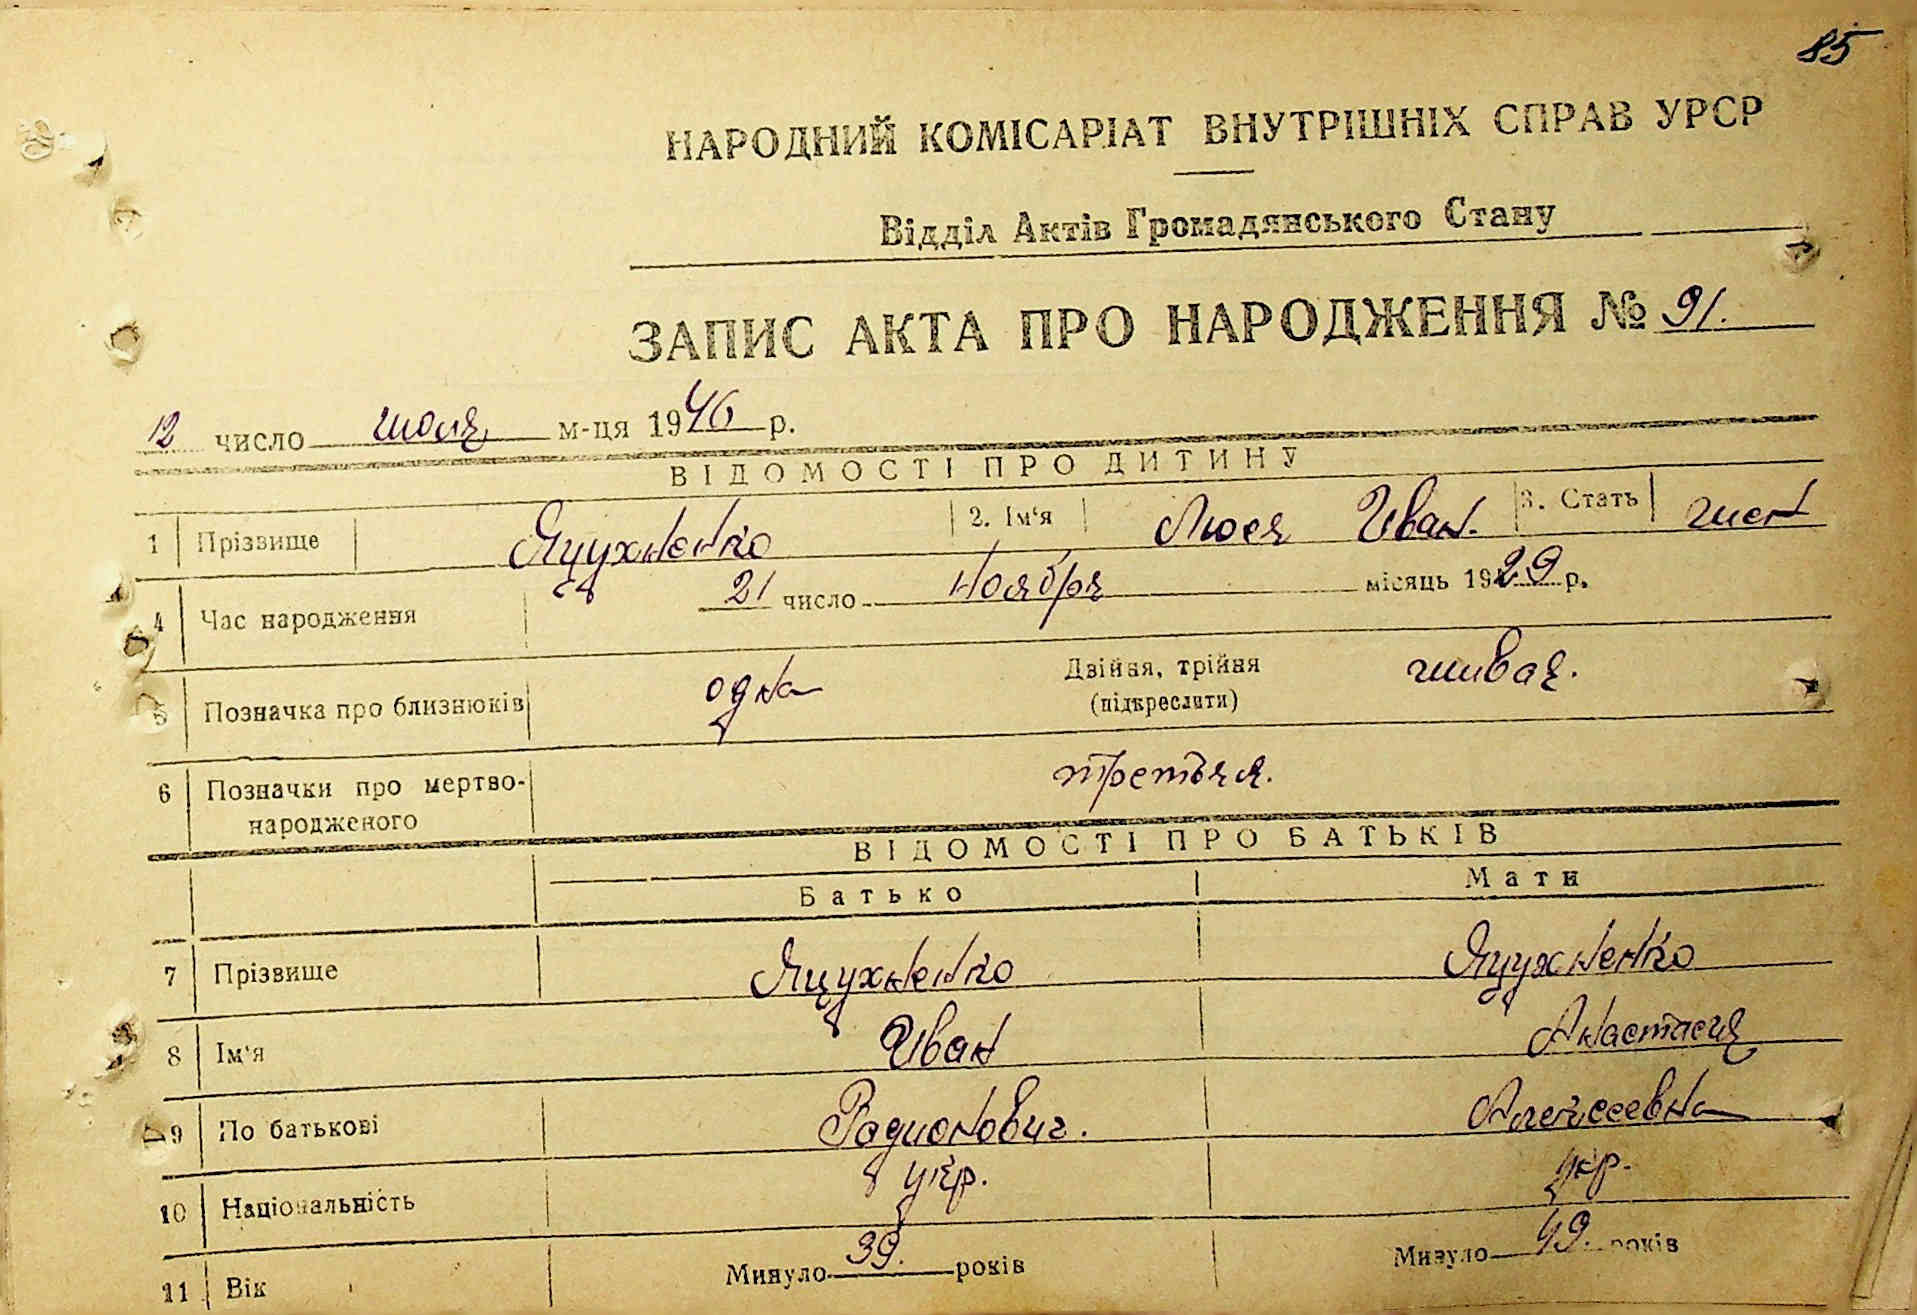 85
НАРОДНИЙ КОМІСАРІАТ ВНУТРІШНІХ СПРАВ УРСР
Відділ Актів Громадянського Стану
ЗАПИС АКТА ПРО НАРОДЖЕННЯ № 91.
12 число июля м-ця 1946 р.
ВІДОМОСТІ ПРО ДИТИНУ
1 Прізвище Яцухненко 2. Ім'я Люся Иван. 3. Стать жен
4 Час народження 21 число ноября місяць 1929 р.
5 Позначка про близнюків одна Двійня, трійня (підкреслити) живая.
6 Позначки про мертво-
народженого третьяя.
ВІДОМОСТІ ПРО БАТЬКІВ
Батько Мати
7 Прізвище Яцухненко Яцухненко
8 Ім'я Иван Анастасия
9 По батькові Радионович. Алексеевна
10 Національність укр. укр.
11 Вік Минуло 39. років Минуло 49. років